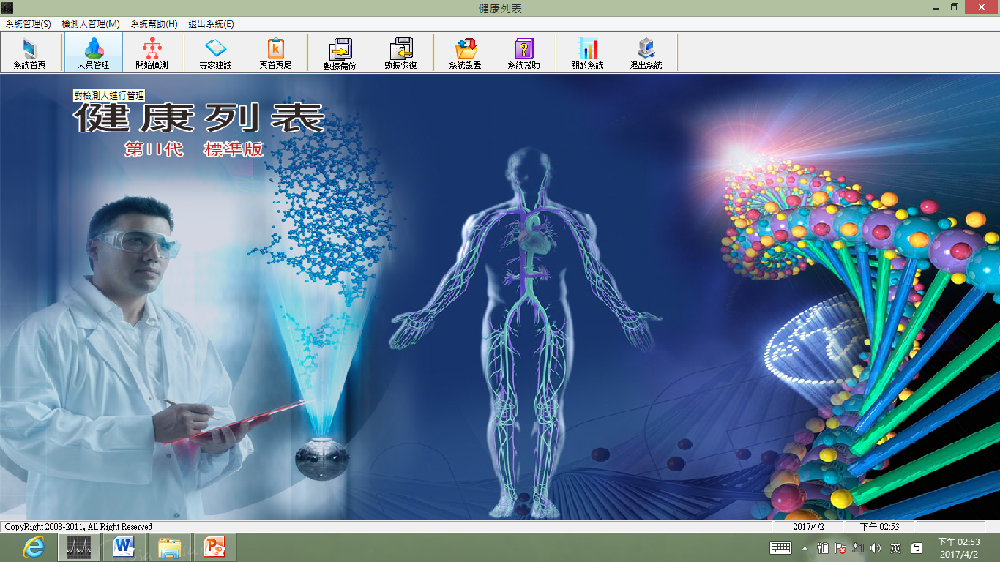 健康列表
系統管理(S) 檢測人管理(M) 系統幫助(H) 退出系統(E)
系統首頁 人員管理 開始檢測 專家建議 頁首頁尾 數據備份 數據恢復 系統設置 系統幫助 關於系統 退出系統
對檢測人進行管理
健康列表
第II代 標準版
CopyRight 2008-2011, All Right Reserved. 2017/4/2 下午 02:53
英 下午 02:53
2017/4/2